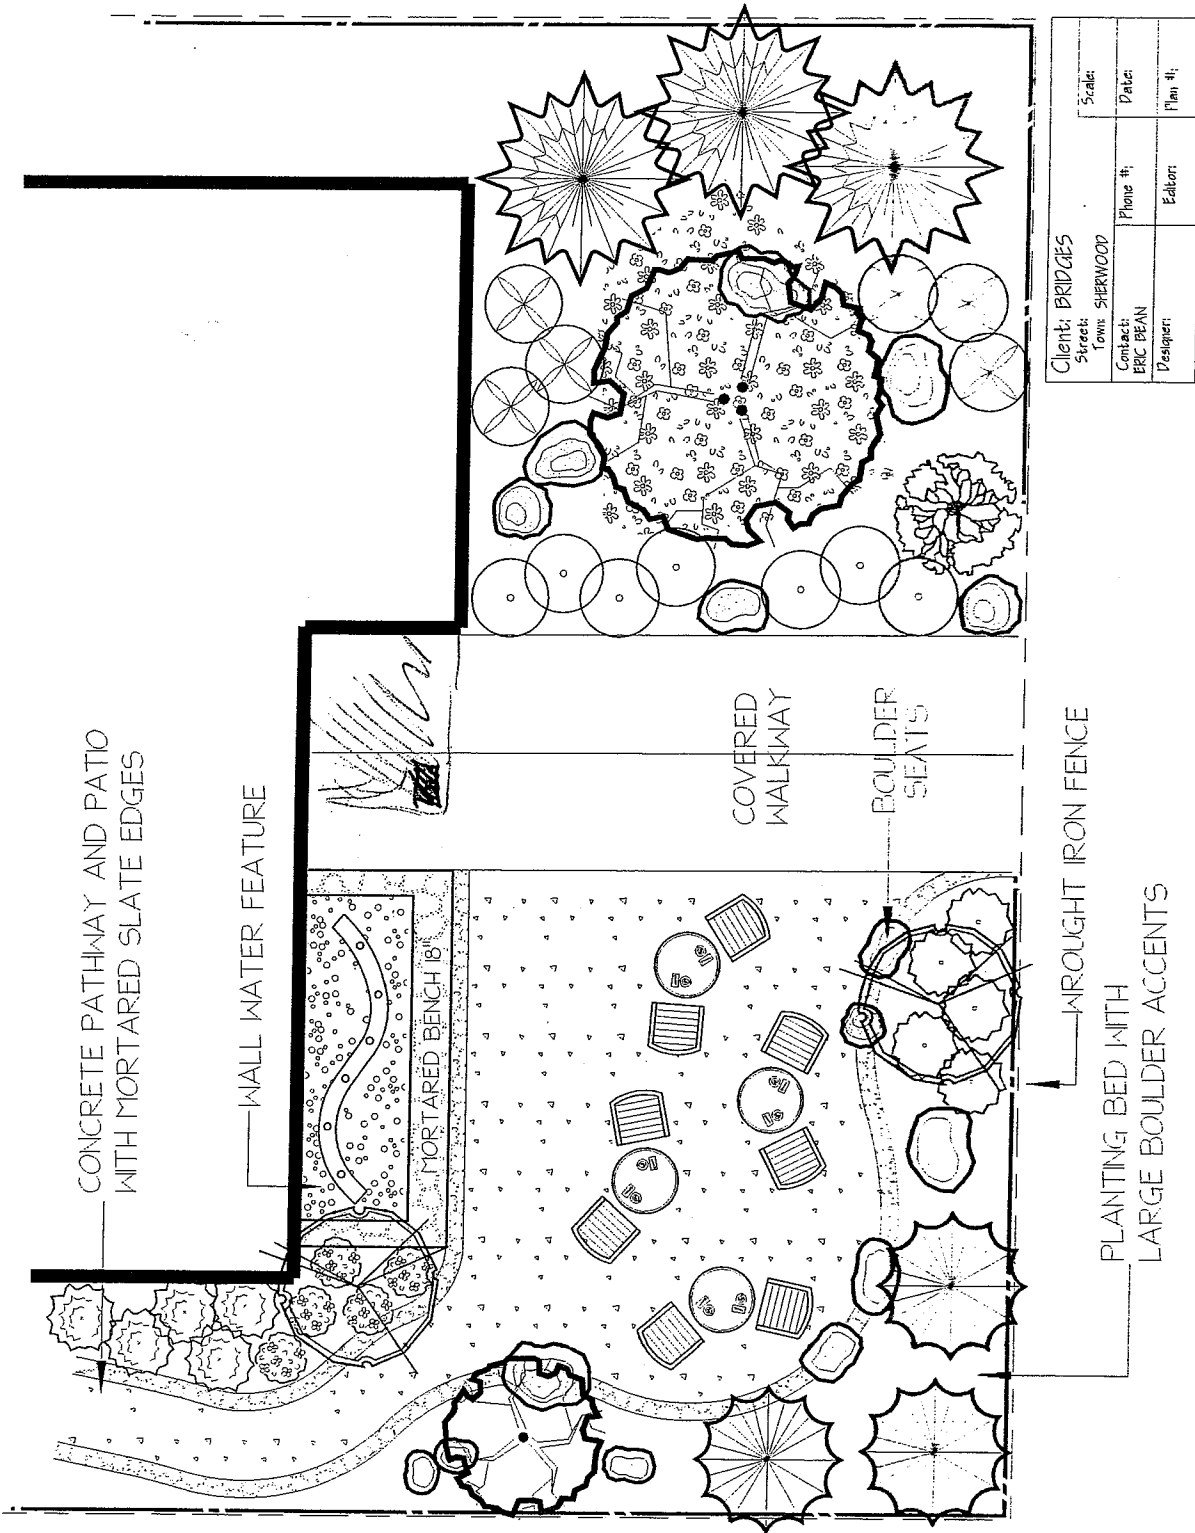 CONCRETE PATHWAY AND PATIO
WITH MORTARED SLATE EDGES
WALL WATER FEATURE
MORTARED BENCH 18"
COVERED
WALKWAY
BOULDER
SEATS
WROUGHT IRON FENCE
PLANTING BED WITH
LARGE BOULDER ACCENTS
Client: BRIDGES
Street:
Town: SHERWOOD
Scale:
Contact:
ERIC BEAN
Phone #:
Date:
Designer:
Editor:
Plan #: